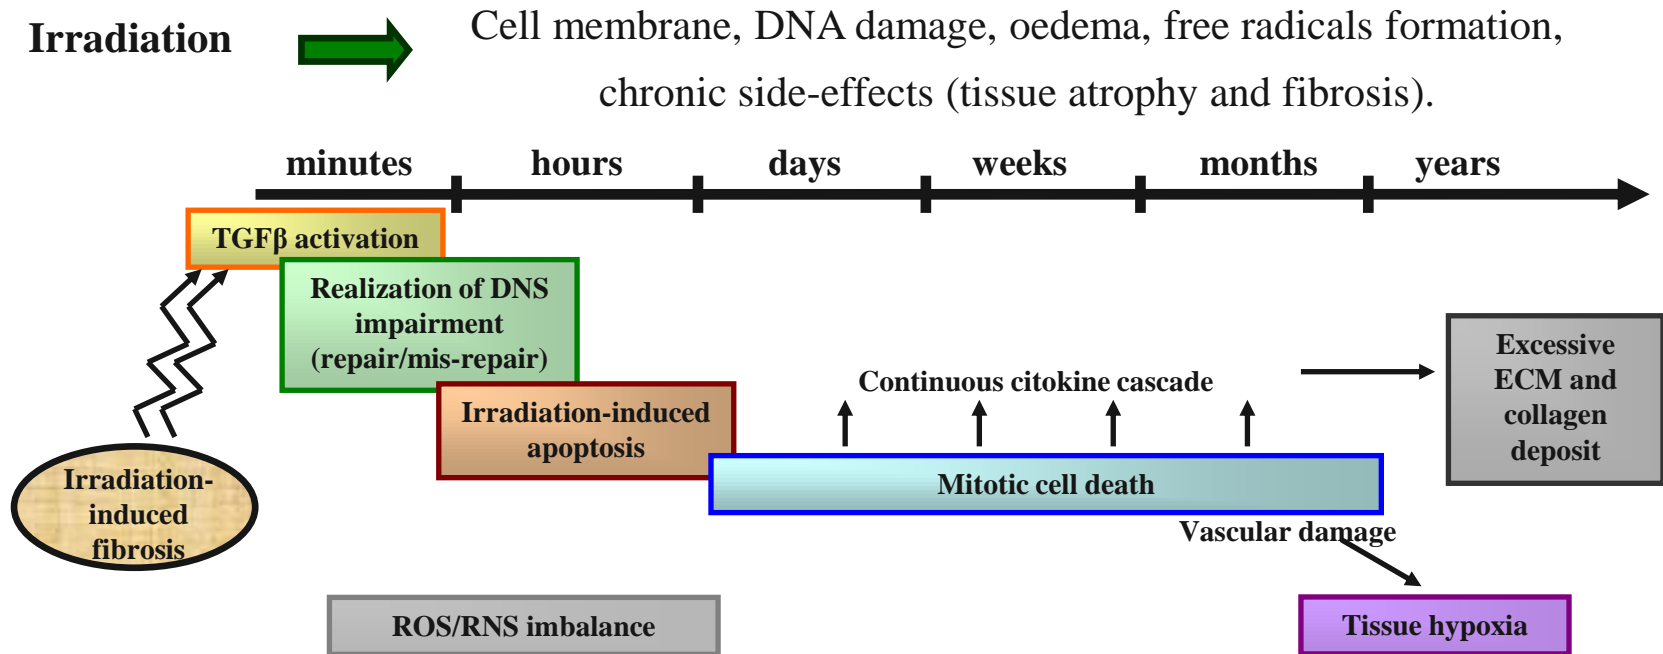 Irradiation
Cell membrane, DNA damage, oedema, free radicals formation,
chronic side-effects (tissue atrophy and fibrosis).
minutes hours days weeks months years
TGFβ activation
Realization of DNS
impairment
(repair/mis-repair)
Irradiation-induced
apoptosis
Continuous citokine cascade
Mitotic cell death
Excessive
ECM and
collagen
deposit
Irradiation-
induced
fibrosis
Vascular damage
ROS/RNS imbalance
Tissue hypoxia